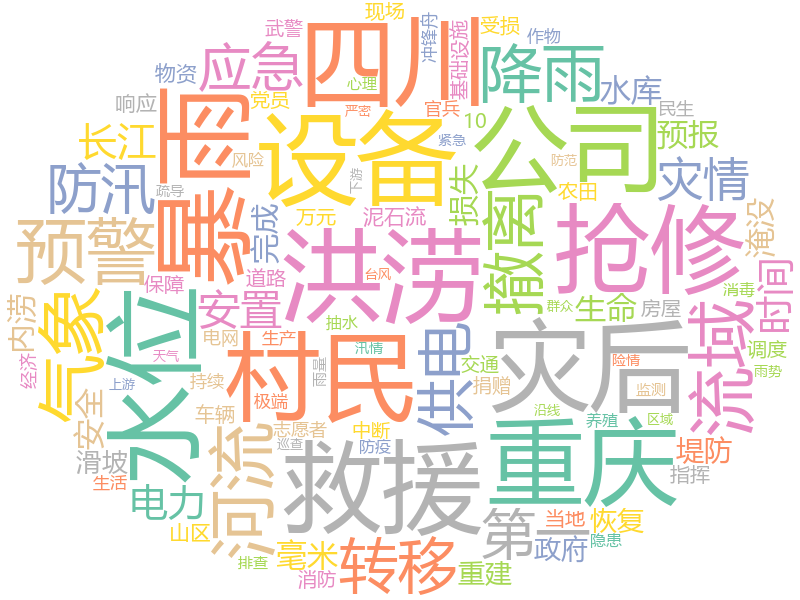 现场
武警
四川
冲锋舟
受损
作物
应急
基础设施
降雨
物资
水库
心理
响应
党员
暴雨
设备
严密
官兵
公司
10
民生
长江
紧急
预报
风险
防范
防汛
疏导
下游
灾情
农田
损失
撤离
抢修
万元
泥石流
淹没
预警
完成
洪涝
气象
水位
保障
道路
台风
时间
消毒
安置
生命
群众
房屋
流域
内涝
抽水
供电
灾后
电网
生产
汛情
调度
天气
雨量
交通
险情
雨势
经济
上游
持续
村民
捐赠
监测
极端
安全
车辆
沿线
养殖
区域
重庆
志愿者
中断
河流
巡查
防疫
救援
堤防
滑坡
生活
指挥
电力
第一
当地
恢复
山区
隐患
毫米
转移
政府
排查
消防
重建